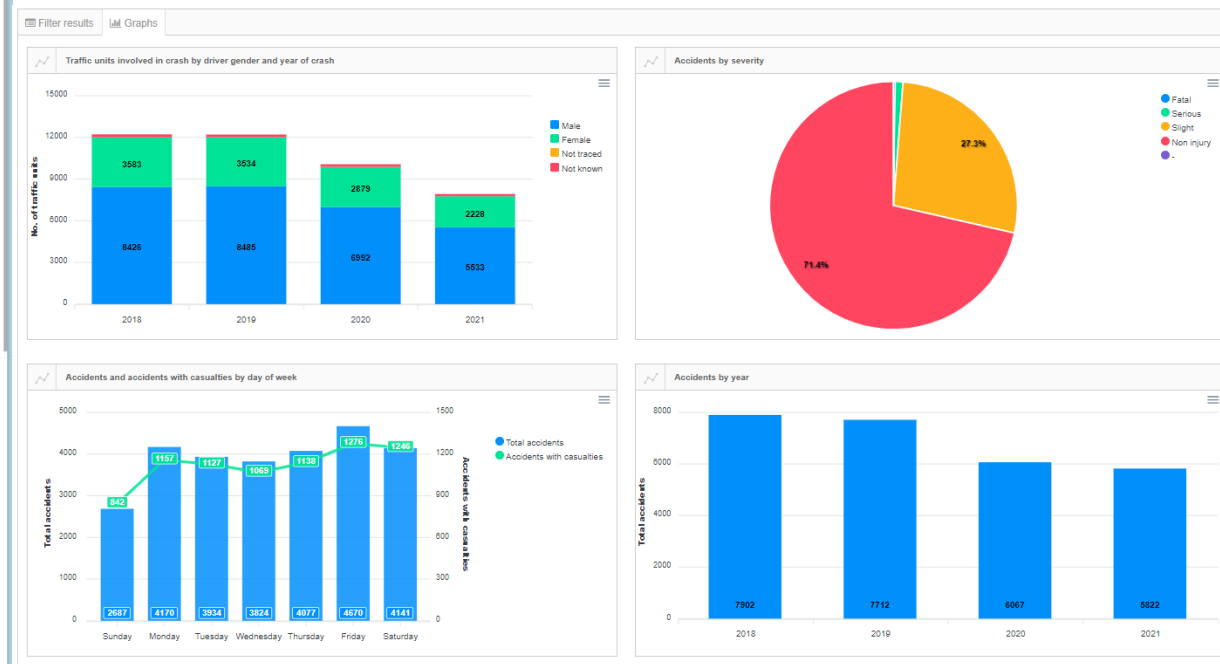 Filter results
Graphs
Traffic units involved in crash by driver gender and year of crash
15000
12000
9000
6000
3000
0
No. of traffic units
3583
3534
2879
2228
8426
8485
6992
5533
2018
2019
2020
2021
Male
Female
Not traced
Not known
Accidents by severity
27.3%
71.4%
Fatal
Serious
Slight
Non injury
-
Accidents and accidents with casualties by day of week
5000
4000
3000
2000
1000
0
Total accidents
842
1157
1127
1069
1138
1276
1246
2687
4170
3934
3824
4077
4670
4141
Sunday
Monday
Tuesday
Wednesday
Thursday
Friday
Saturday
1500
1200
900
600
300
0
Accidents with casualties
Total accidents
Accidents with casualties
Accidents by year
8000
6000
4000
2000
0
Total accidents
7902
7712
6067
5822
2018
2019
2020
2021